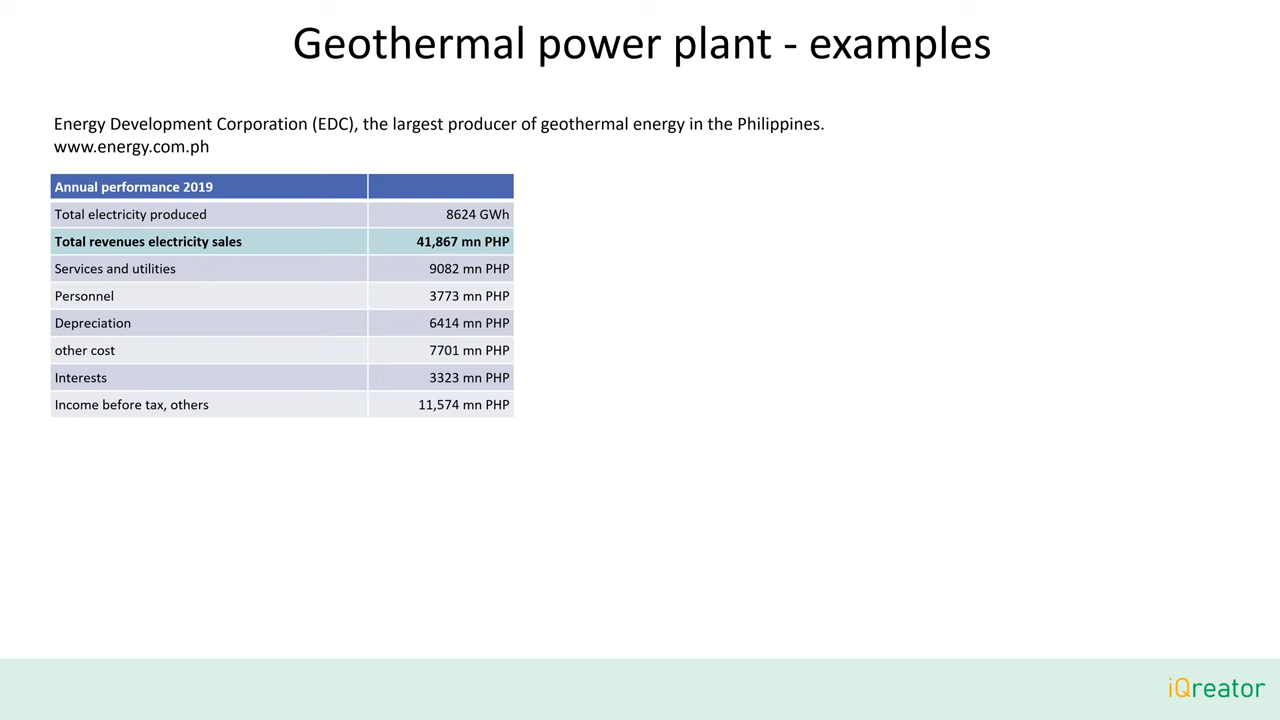 Geothermal power plant - examples
Energy Development Corporation (EDC), the largest producer of geothermal energy in the Philippines.
www.energy.com.ph
Annual performance 2019
Total electricity produced 8624 GWh
Total revenues electricity sales 41,867 mn PHP
Services and utilities 9082 mn PHP
Personnel 3773 mn PHP
Depreciation 6414 mn PHP
other cost 7701 mn PHP
Interests 3323 mn PHP
Income before tax, others 11,574 mn PHP
iQreator